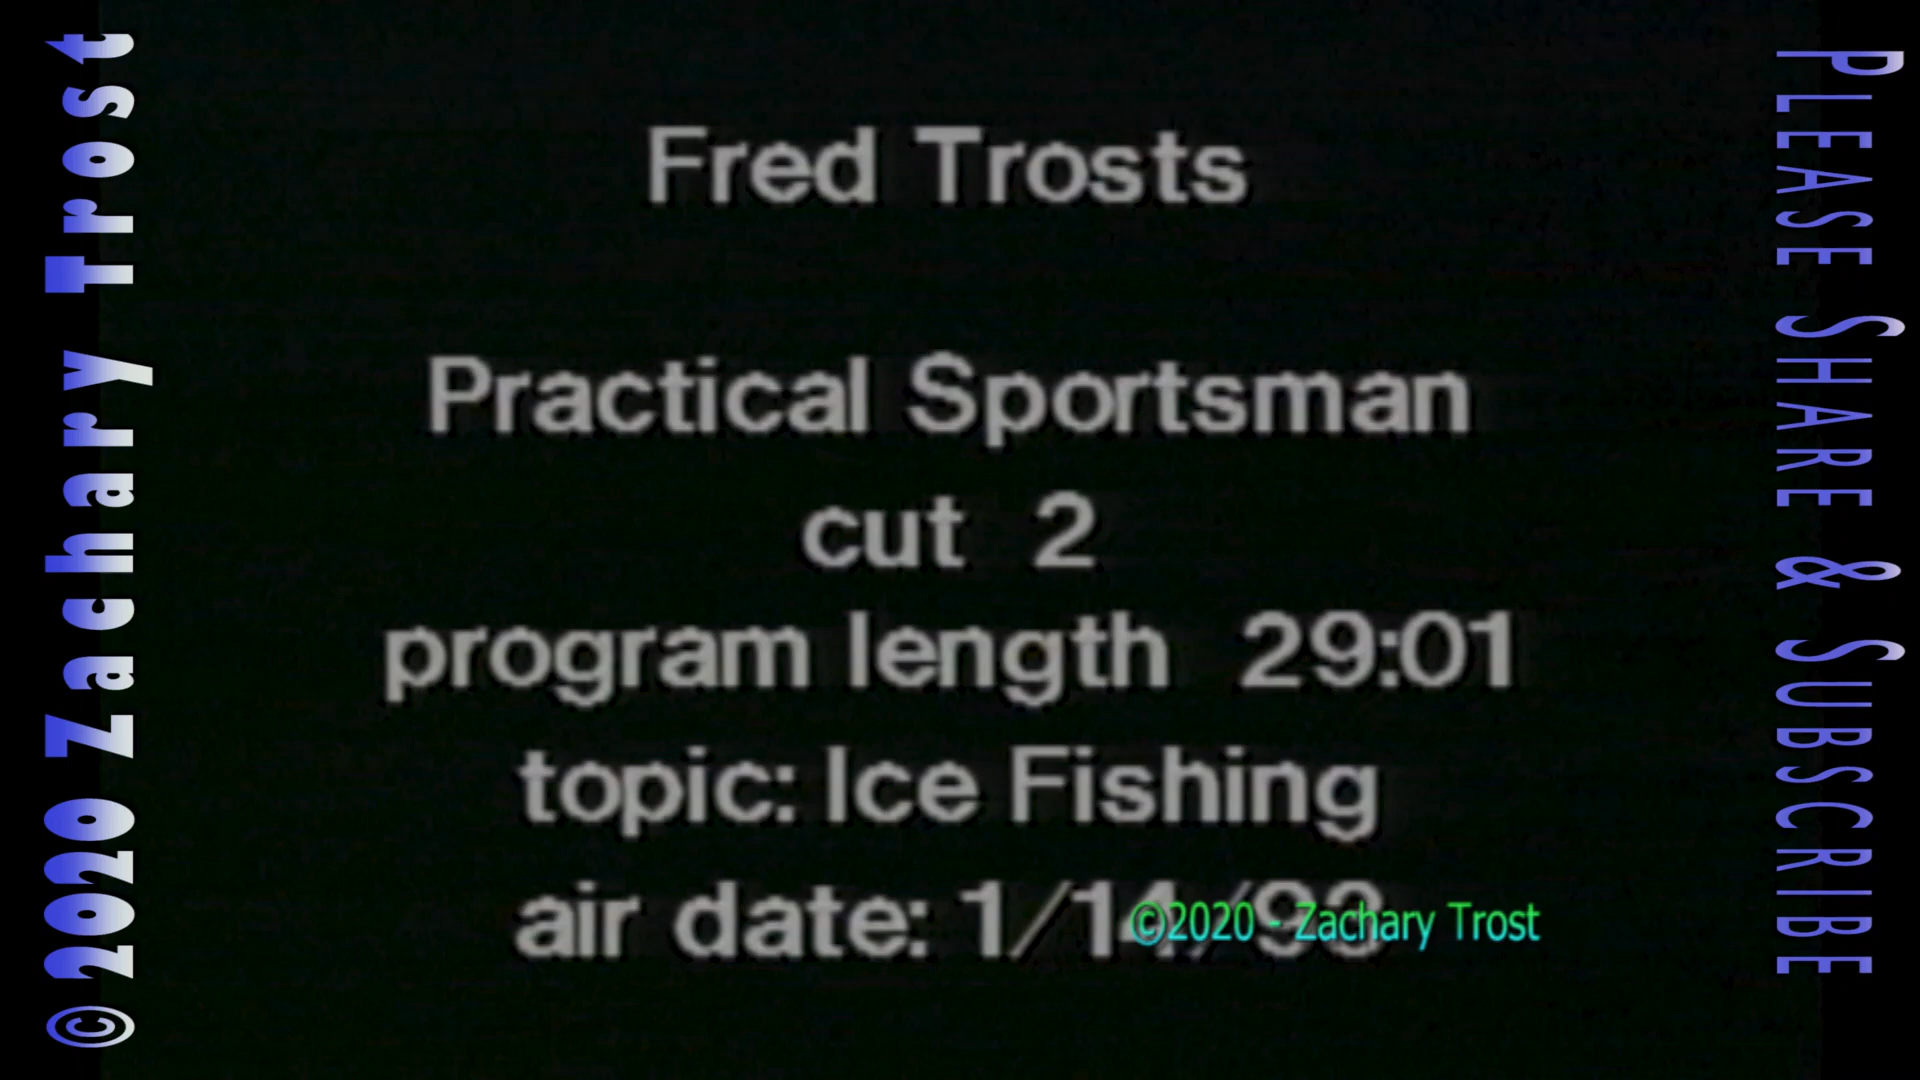 ©2020 Zachary Trost
Fred Trosts
Practical Sportsman
cut 2
program length 29:01
topic: Ice Fishing
air date: 1/14/93
©2020 - Zachary Trost
PLEASE SHARE & SUBSCRIBE